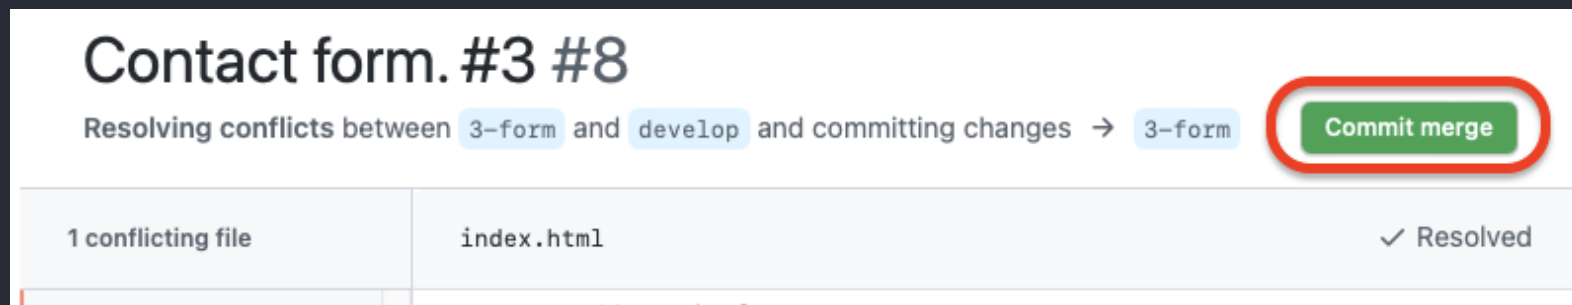 Contact form. #3 #8
Resolving conflicts between 3-form and develop and committing changes → 3-form
Commit merge
1 conflicting file
index.html
✓ Resolved